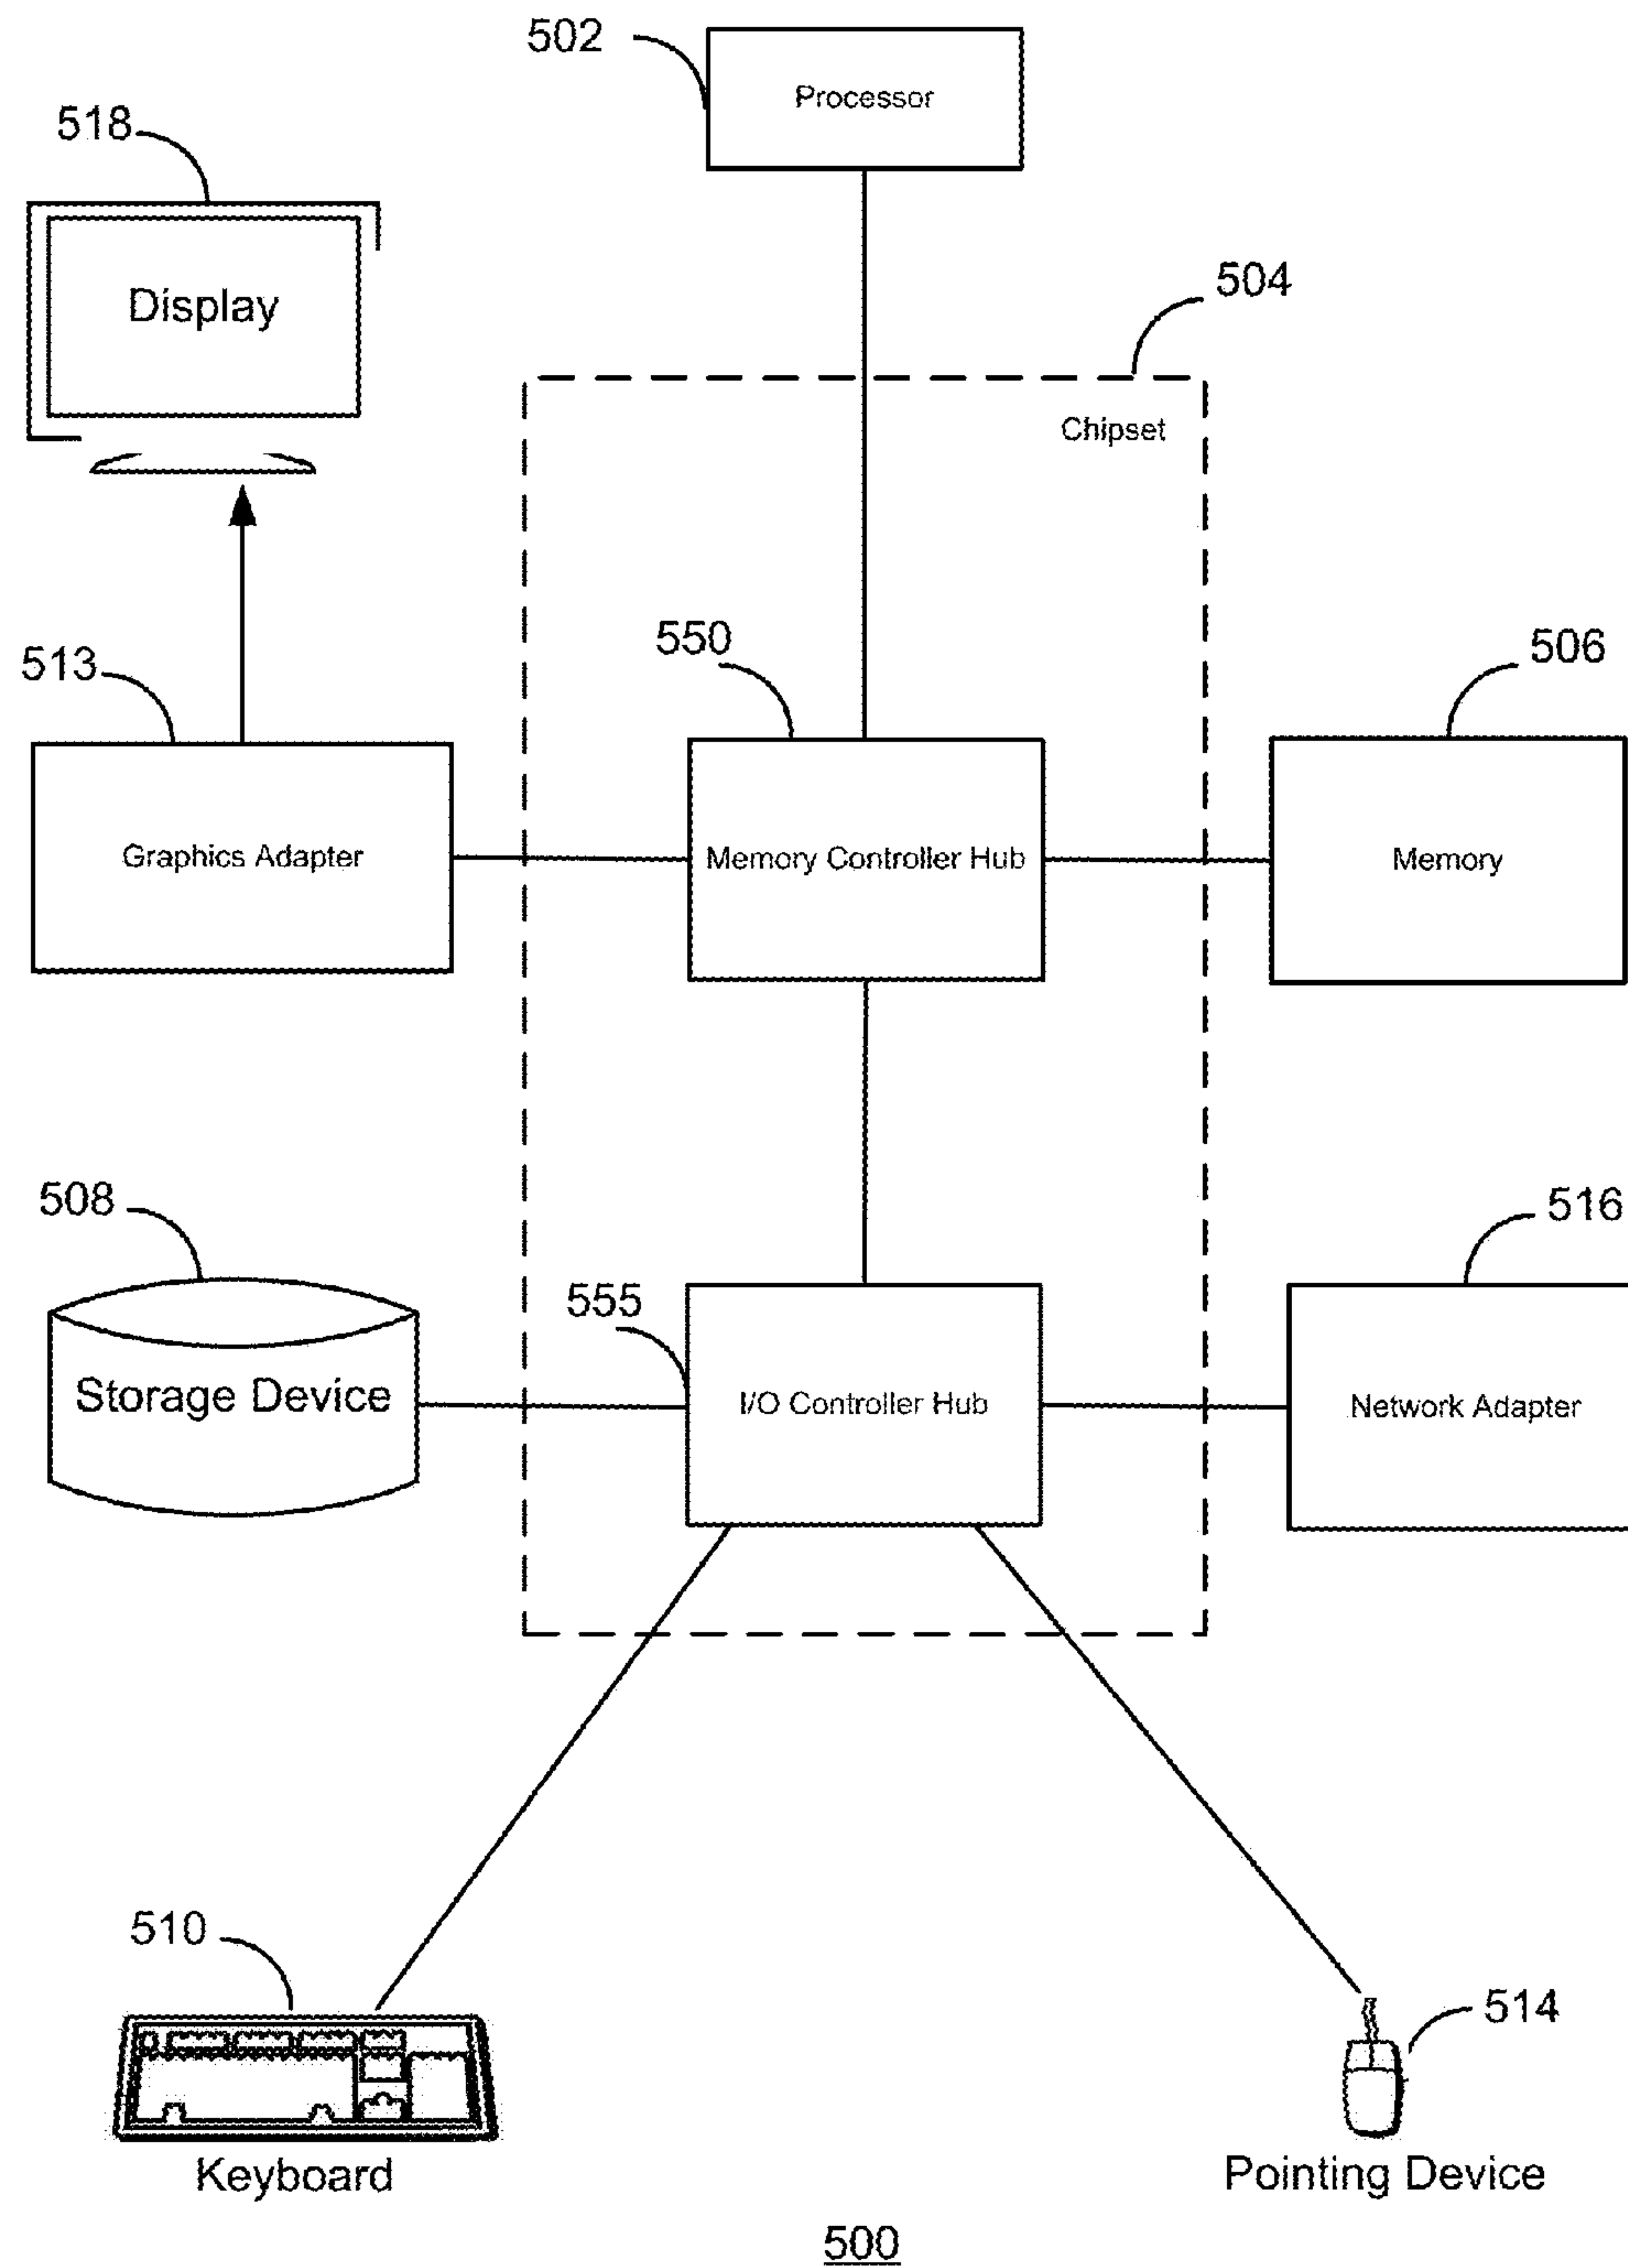 502
Processor
518
Display
504
Chipset
513
550
506
Graphics Adapter
Memory Controller Hub
Memory
508
516
555
Storage Device
I/O Controller Hub
Network Adapter
510
514
Keyboard
Pointing Device
500